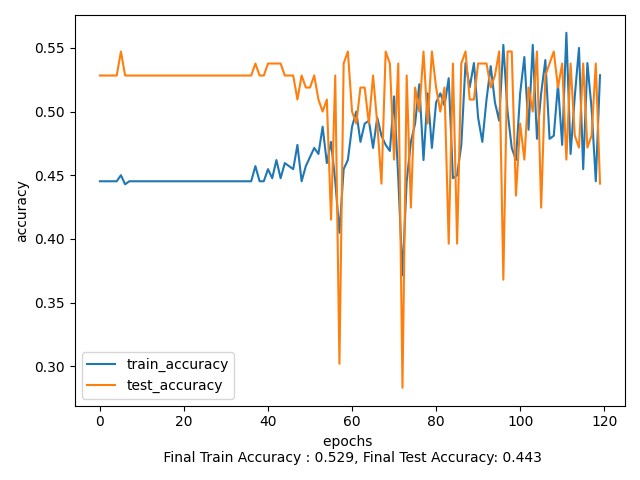 0.55
0.50
0.45
0.40
0.35
0.30
accuracy
train_accuracy
test_accuracy
0 20 40 60 80 100 120
epochs
Final Train Accuracy : 0.529, Final Test Accuracy: 0.443